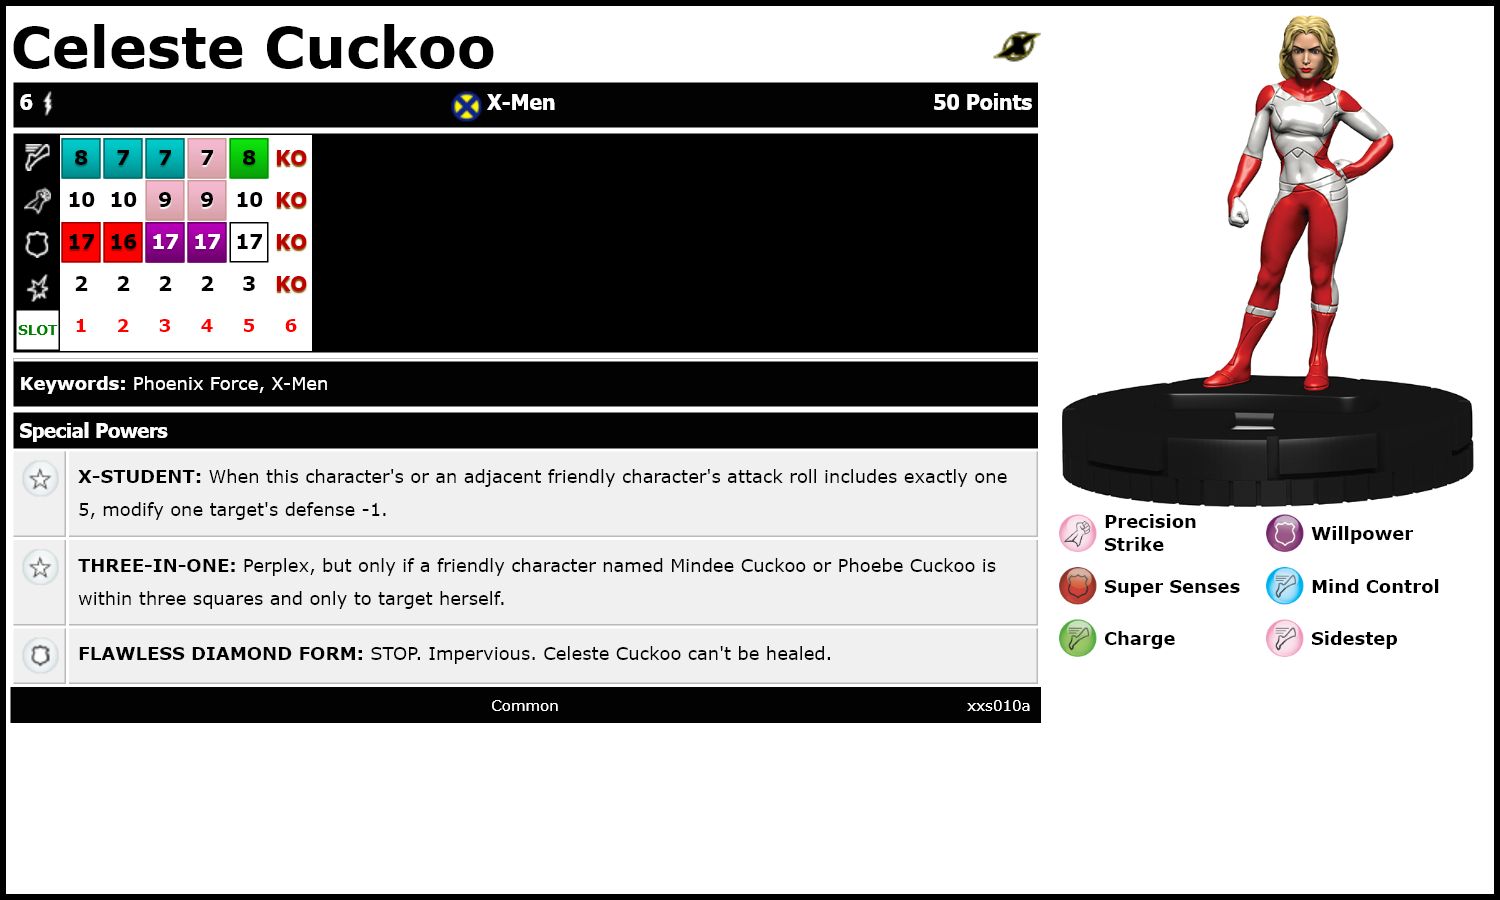 Celeste Cuckoo
6 X-Men 50 Points
8 7 7 7 8 KO
10 10 9 9 10 KO
17 16 17 17 17 KO
2 2 2 2 3 KO
SLOT 1 2 3 4 5 6
Keywords: Phoenix Force, X-Men
Special Powers
X-STUDENT: When this character's or an adjacent friendly character's attack roll includes exactly one
5, modify one target's defense -1.
THREE-IN-ONE: Perplex, but only if a friendly character named Mindee Cuckoo or Phoebe Cuckoo is
within three squares and only to target herself.
FLAWLESS DIAMOND FORM: STOP. Impervious. Celeste Cuckoo can't be healed.
Common xxs010a
Precision
Strike
Willpower
Super Senses
Mind Control
Charge
Sidestep